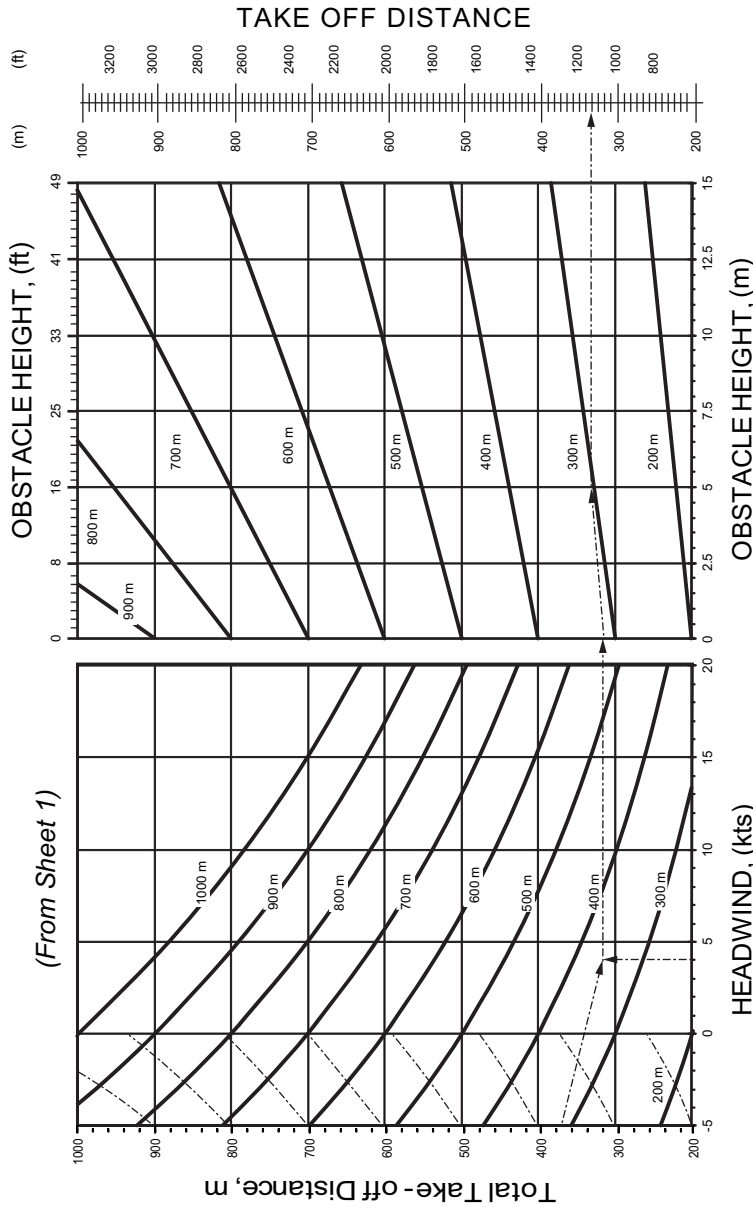 TAKE OFF DISTANCE
(m) (ft)
1000
900
800
700
600
500
400
300
200
3200
3000
2800
2600
2400
2200
2000
1800
1600
1400
1200
1000
800
OBSTACLE HEIGHT, (ft)
0 8 16 25 33 41 49
900 m
800 m
700 m
600 m
500 m
400 m
300 m
200 m
0 2.5 5 7.5 10 12.5 15
OBSTACLE HEIGHT, (m)
(From Sheet 1)
1000 m
900 m
800 m
700 m
600 m
500 m
400 m
300 m
200 m
-5 0 5 10 15 20
HEADWIND, (kts)
1000
900
800
700
600
500
400
300
200
Total Take-off Distance, m